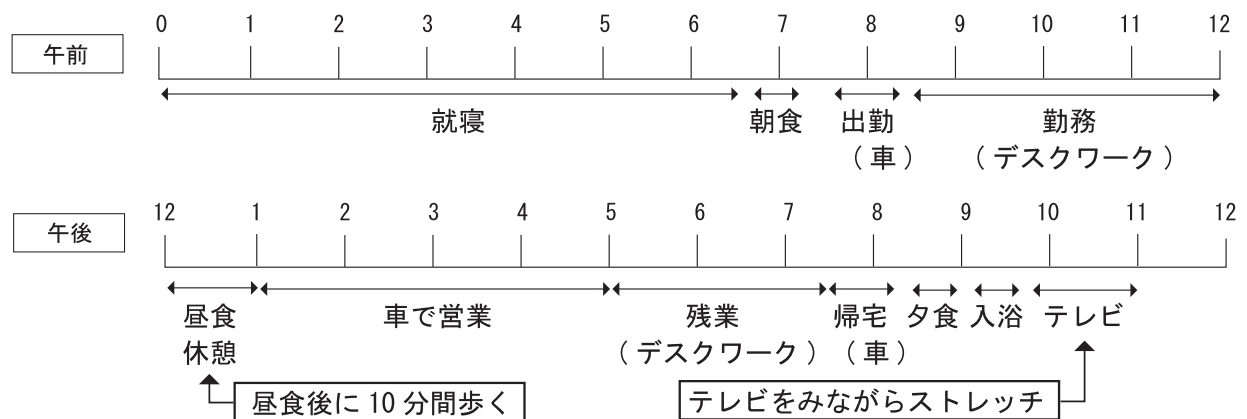 0 1 2 3 4 5 6 7 8 9 10 11 12
午前
就寝 朝食 出勤 勤務
（車） （デスクワーク）
12 1 2 3 4 5 6 7 8 9 10 11 12
午後
昼食 車で営業 残業 帰宅 夕食 入浴 テレビ
休憩 （デスクワーク） （車）
昼食後に 10 分間歩く テレビをみながらストレッチ